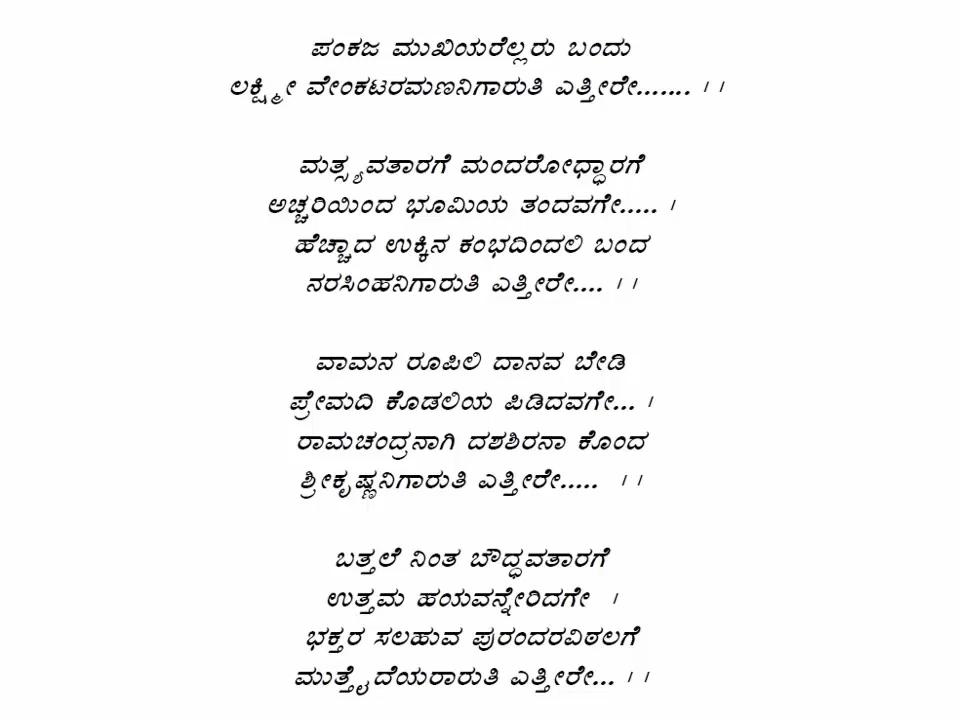 ಪಂಕಜ ಮುಖಿಯರೆಲ್ಲರು ಬಂದು
ಲಕ್ಷ್ಮೀ ವೇಂಕಟರಮಣನಿಗಾರುತಿ ಎತ್ತೀರೇ....... ।।
ಮತ್ಸ್ಯವತಾರಗೆ ಮಂದರೋಧ್ಧಾರಗೆ
ಅಚ್ಚರಿಯಿಂದ ಭೂಮಿಯ ತಂದವಗೇ..... ।
ಹೆಚ್ಚಾದ ಉಕ್ಕಿನ ಕಂಭದಿಂದಲಿ ಬಂದ
ನರಸಿಂಹನಿಗಾರುತಿ ಎತ್ತೀರೇ.... ।।
ವಾಮನ ರೂಪಿಲಿ ದಾನವ ಬೇಡಿ
ಪ್ರೇಮದಿ ಕೊಡಲಿಯ ಪಿಡಿದವಗೇ... ।
ರಾಮಚಂದ್ರನಾಗಿ ದಶಶಿರನಾ ಕೊಂದ
ಶ್ರೀಕೃಷ್ಣನಿಗಾರುತಿ ಎತ್ತೀರೇ..... ।।
ಬತ್ತಲೆ ನಿಂತ ಬೌದ್ಧವತಾರಗೆ
ಉತ್ತಮ ಹಯವನ್ನೇರಿದಗೇ ।
ಭಕ್ತರ ಸಲಹುವ ಪುರಂದರವಿಠಲಗೆ
ಮುತ್ತೈದೆಯರಾರುತಿ ಎತ್ತೀರೇ... ।।